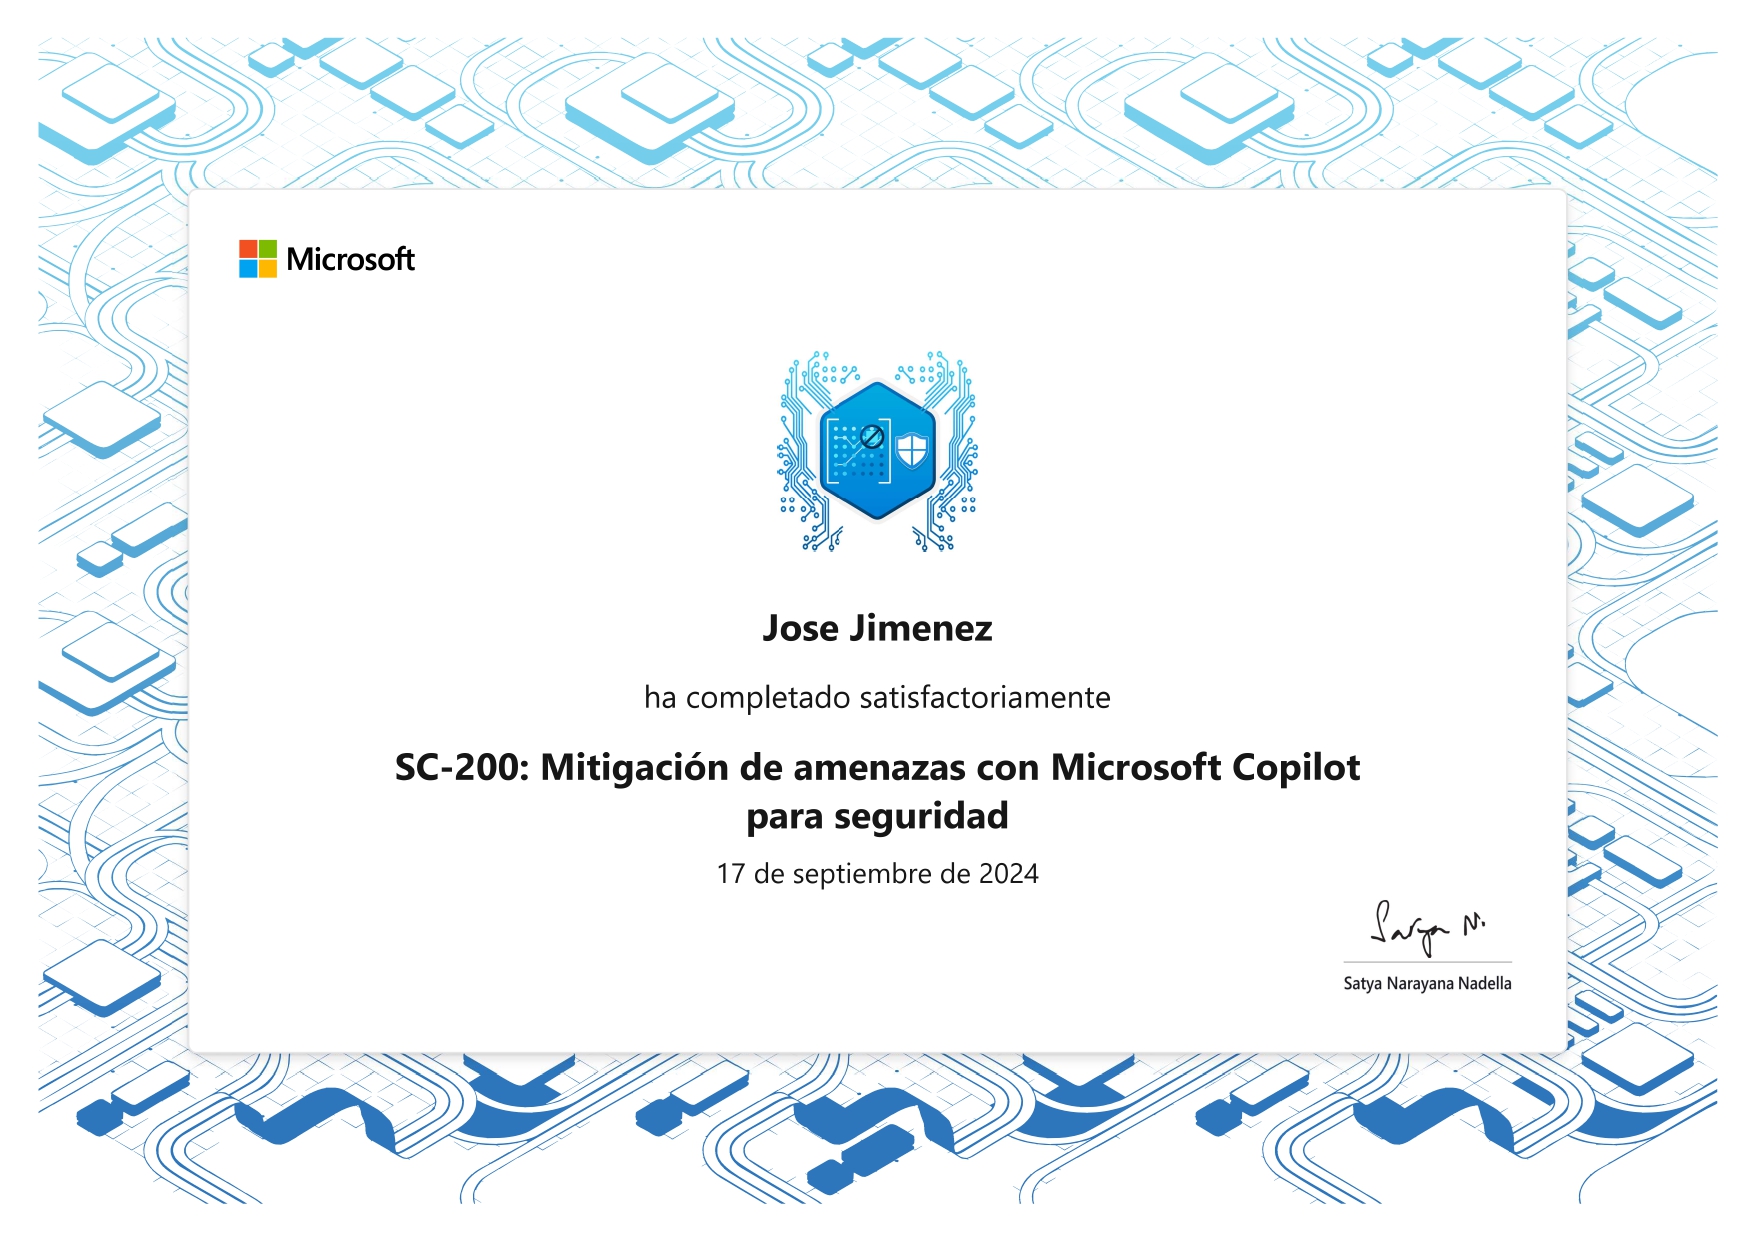 Microsoft
Jose Jimenez
ha completado satisfactoriamente
SC-200: Mitigación de amenazas con Microsoft Copilot
para seguridad
17 de septiembre de 2024
Satya N.
Satya Narayana Nadella